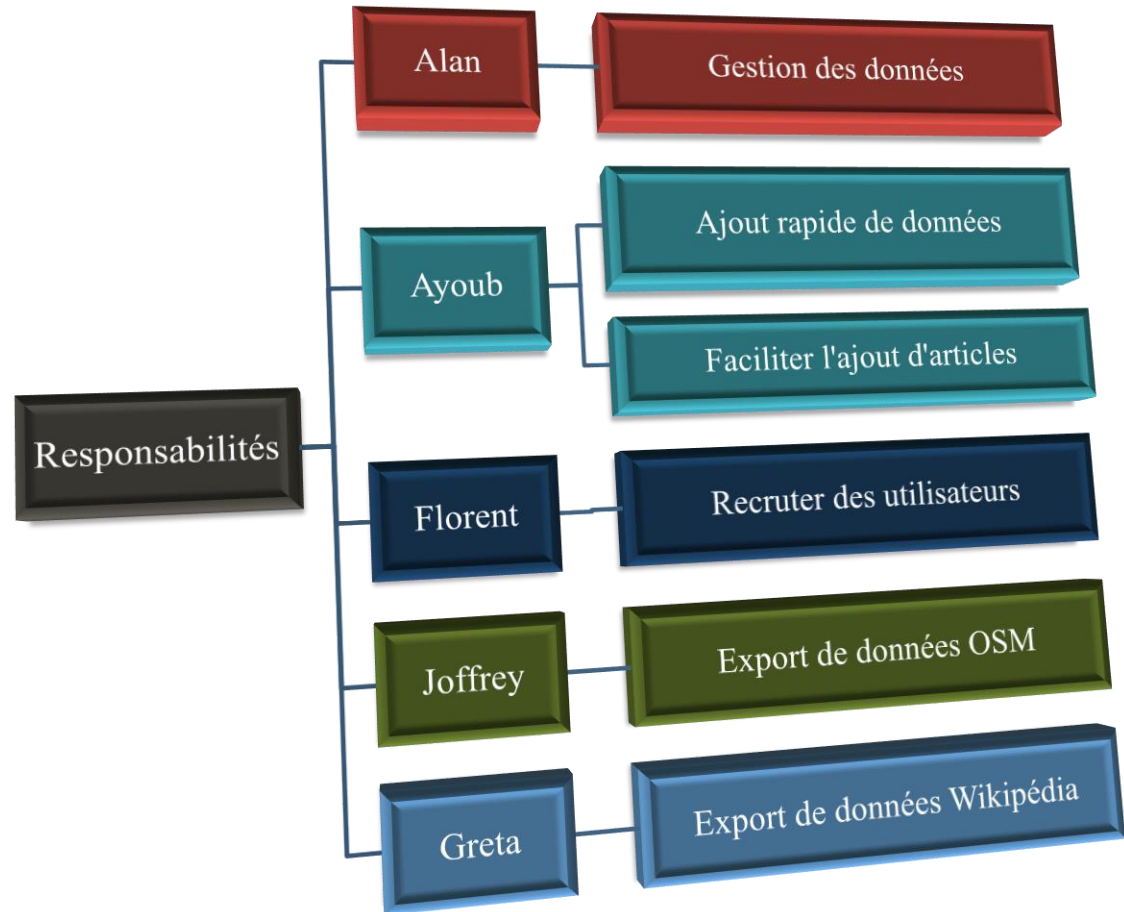 Responsabilités
Alan
Gestion des données
Ayoub
Ajout rapide de données
Faciliter l'ajout d'articles
Florent
Recruter des utilisateurs
Joffrey
Export de données OSM
Greta
Export de données Wikipédia